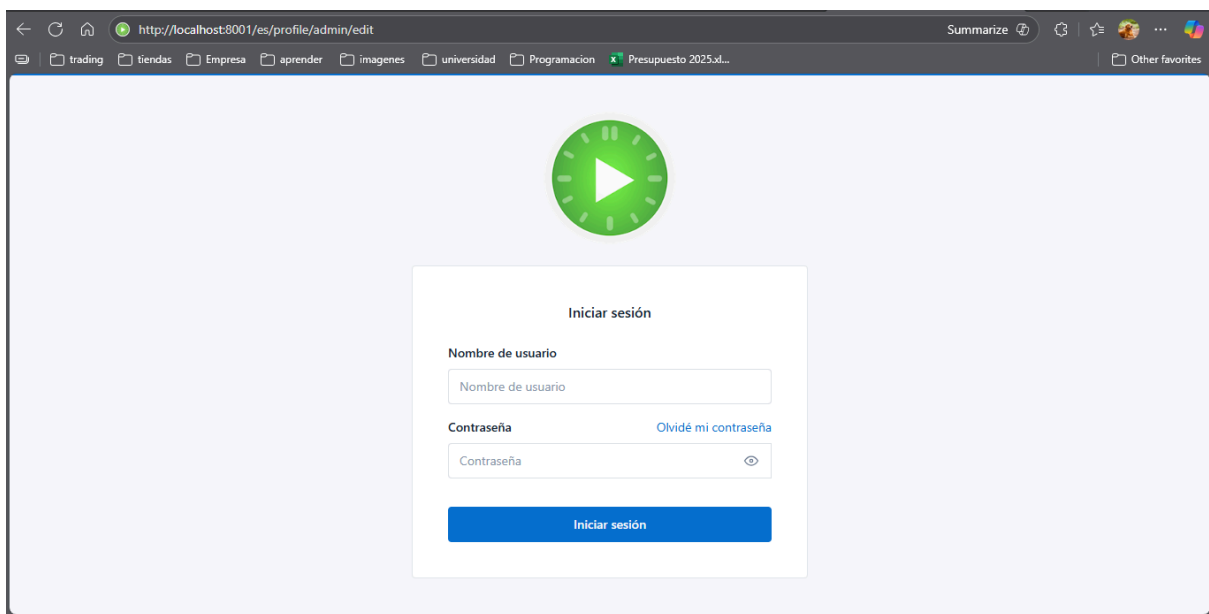 http://localhost:8001/es/profile/admin/edit Summarize
trading tiendas Empresa aprender imagenes universidad Programacion Presupuesto 2025.xl... Other favorites
Iniciar sesión
Nombre de usuario
Nombre de usuario
Contraseña Olvidé mi contraseña
Contraseña
Iniciar sesión